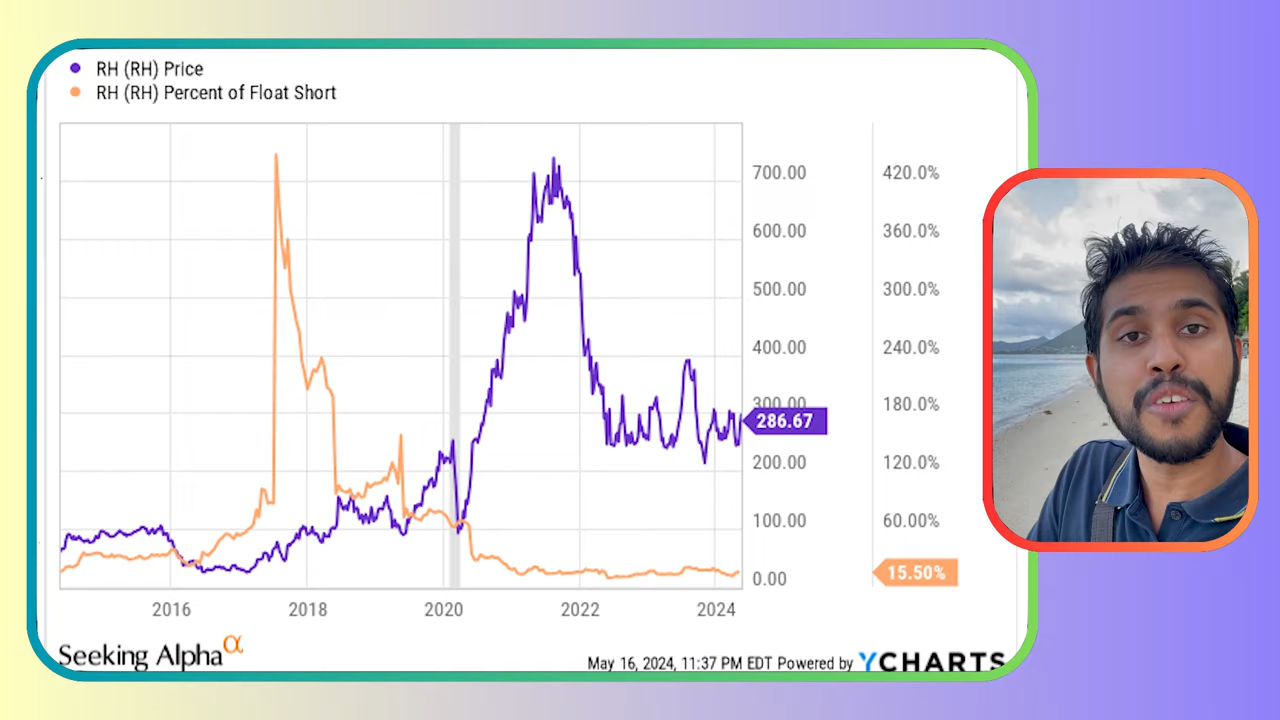 RH (RH) Price
RH (RH) Percent of Float Short
700.00 420.0%
600.00 360.0%
500.00 300.0%
400.00 240.0%
300.00 180.0%
286.67
200.00 120.0%
100.00 60.00%
0.00 15.50%
2016 2018 2020 2022 2024
Seeking Alpha α
May 16, 2024, 11:37 PM EDT Powered by YCHARTS